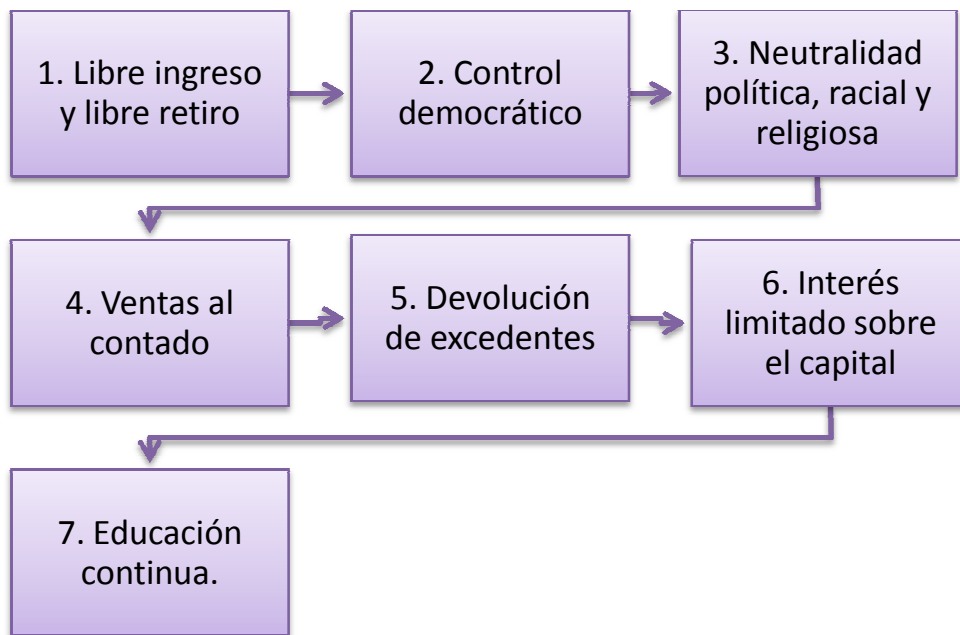 1. Libre ingreso
y libre retiro
2. Control
democrático
3. Neutralidad
política, racial y
religiosa
4. Ventas al
contado
5. Devolución
de excedentes
6. Interés
limitado sobre
el capital
7. Educación
continua.